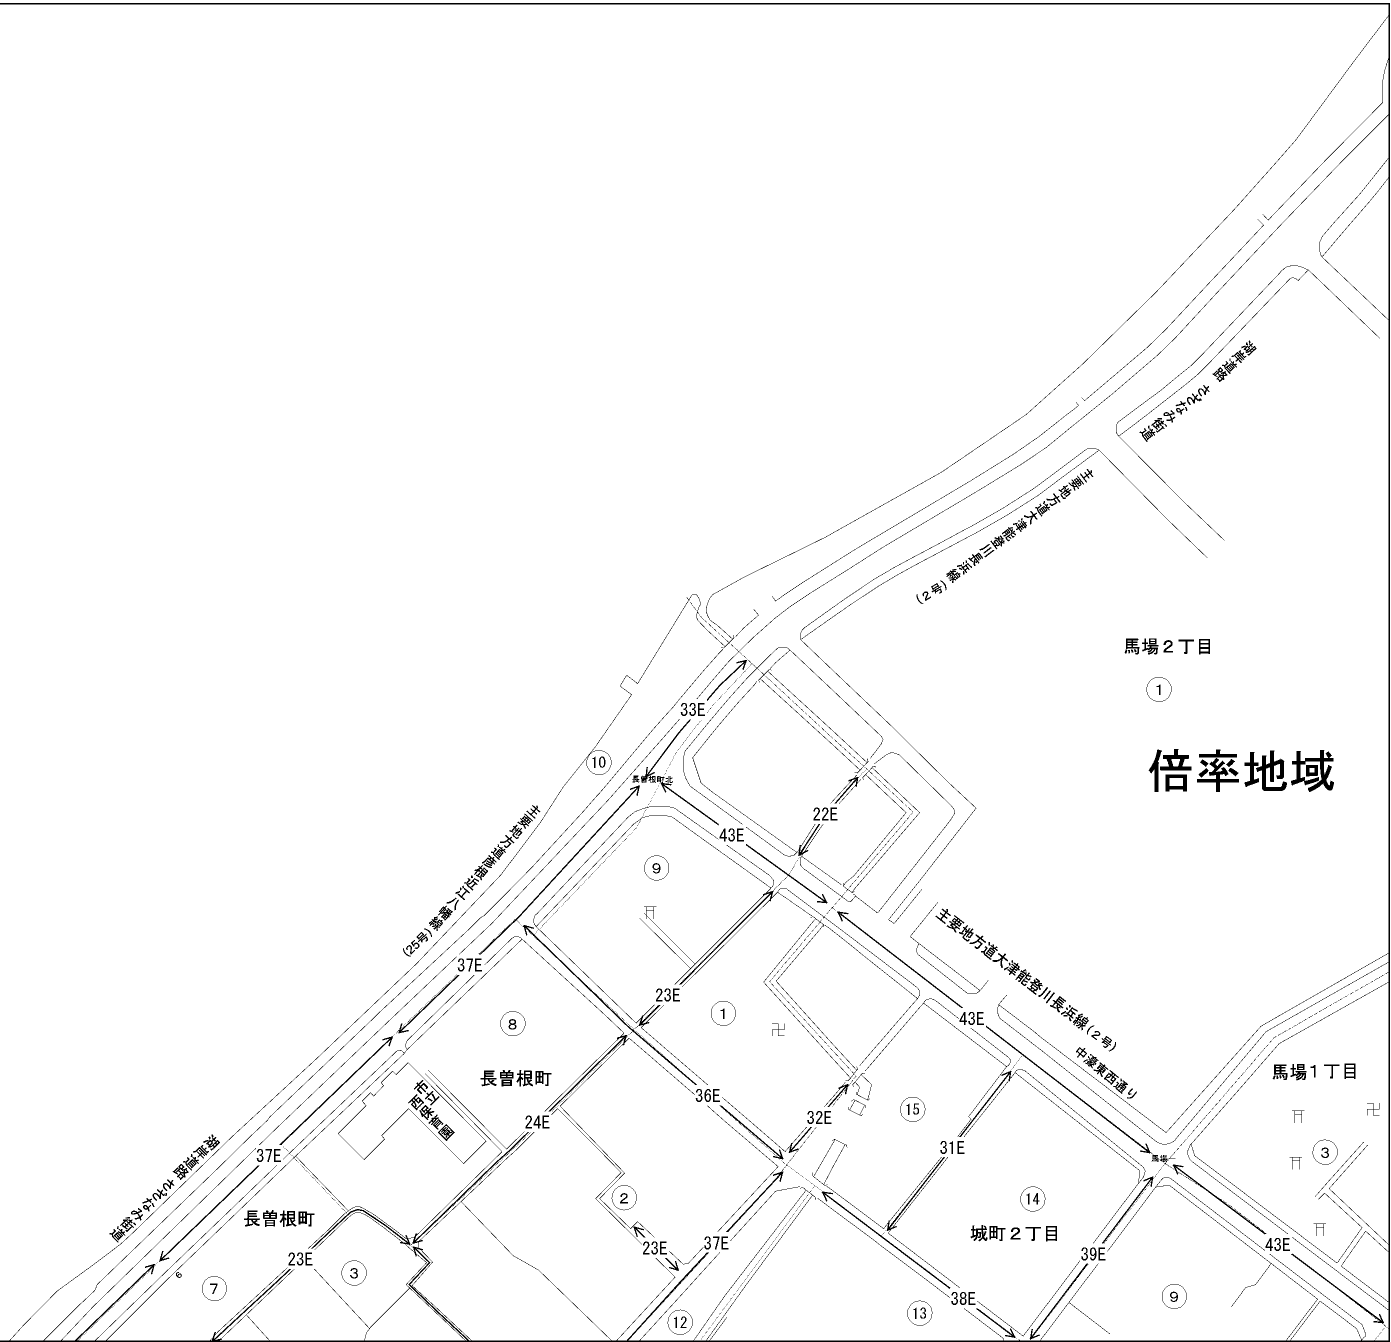 湖岸道路 さざなみ街道
主要地方道大津能登川長浜線(2号)
馬場2丁目
1
倍率地域
33E
10
長曽根町北
22E
43E
主要地方道彦根近江八幡線(25号)
9
主要地方道大津能登川長浜線(2号)
中濠東西通り
37E
23E
1
43E
8
長曽根町
西市立保育園
36E
馬場1丁目
24E
32E
15
31E
馬場一
3
湖岸道路 さざなみ街道
37E
長曽根町
2
14
城町2丁目
23E
3
23E
37E
39E
43E
6
7
38E
12
13
9